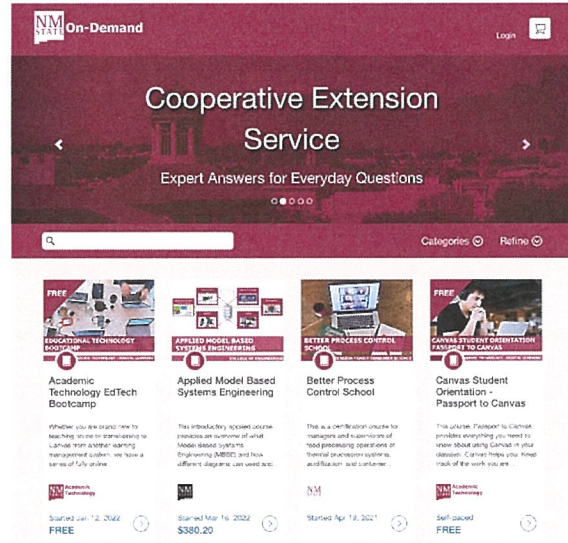 NM
STATE
On-Demand
Login
Cooperative Extension
Service
Expert Answers for Everyday Questions
Categories
Refine
FREE
EDUCATIONAL TECHNOLOGY
BOOTCAMP
Academic
Technology EdTech
Bootcamp
Whether you are brand new to
teaching online or transitioning to
Canvas from another learning
management system, we have a
series of fully online
Academic
Technology
Started Jan 12, 2022
FREE
APPLIED MODEL BASED
SYSTEMS ENGINEERING
COLLEGE OF ENGINEERING
Applied Model Based
Systems Engineering
This introductory applied course
provides an overview of what
Model Based Systems
Engineering (MBSE) and how
different diagrams can used and
NM
Started Mar 16, 2022
$380.20
BETTER PROCESS CONTROL
SCHOOL
Better Process
Control School
This is a certification course for
managers and supervisors of
food processing operations of
thermal processing systems,
acidification, and container
NM
Started Apr 19, 2021
FREE
CANVAS STUDENT ORIENTATION
PASSPORT TO CANVAS
Canvas Student
Orientation -
Passport to Canvas
This course, Passport to Canvas
provides everything you need to
know about using Canvas in your
classes. Canvas helps you: Keep
track of the work you are
NM
Academic
Technology
Self-paced
FREE